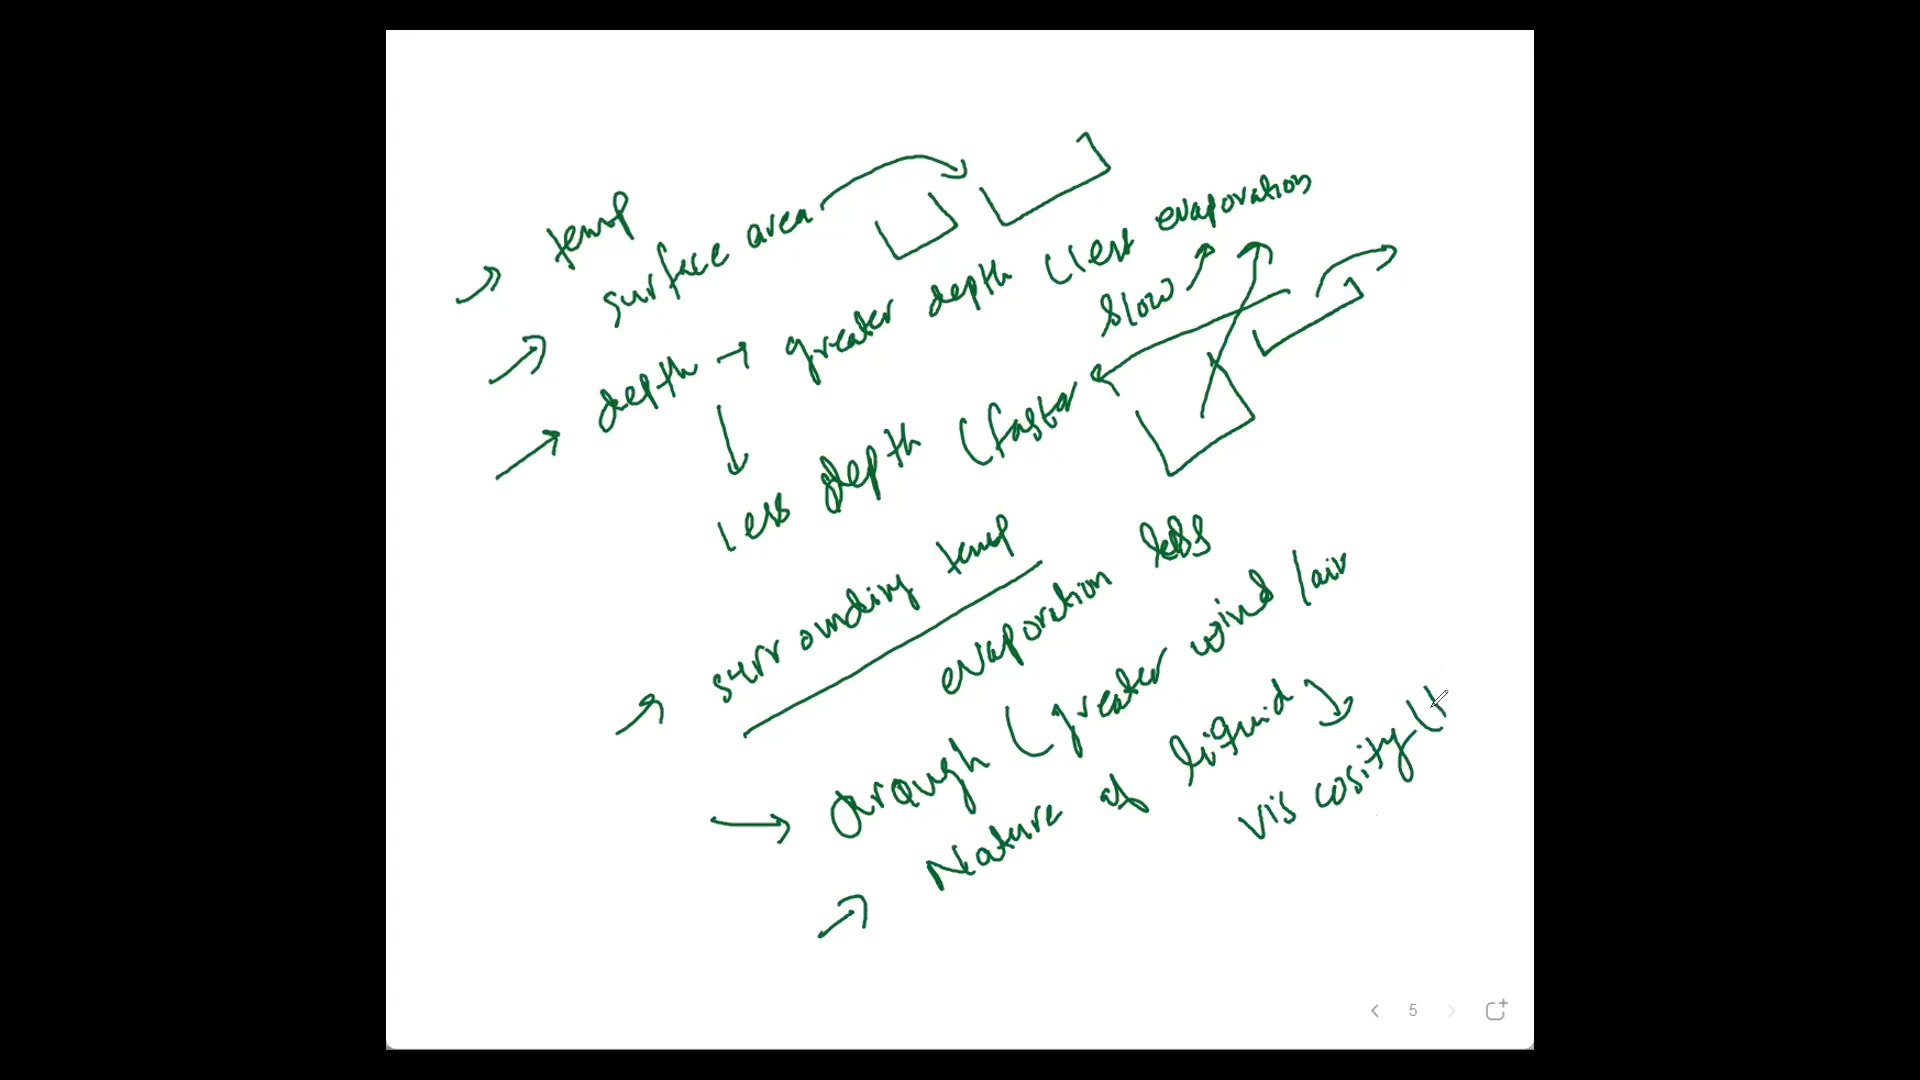 → temp
→ surface area
→ depth → greater depth (less evaporation
slow
↓
less depth (faster
→ surrounding temp
evaporation less
→ through (greater wind/air
→ Nature of liquid
viscosity (
5